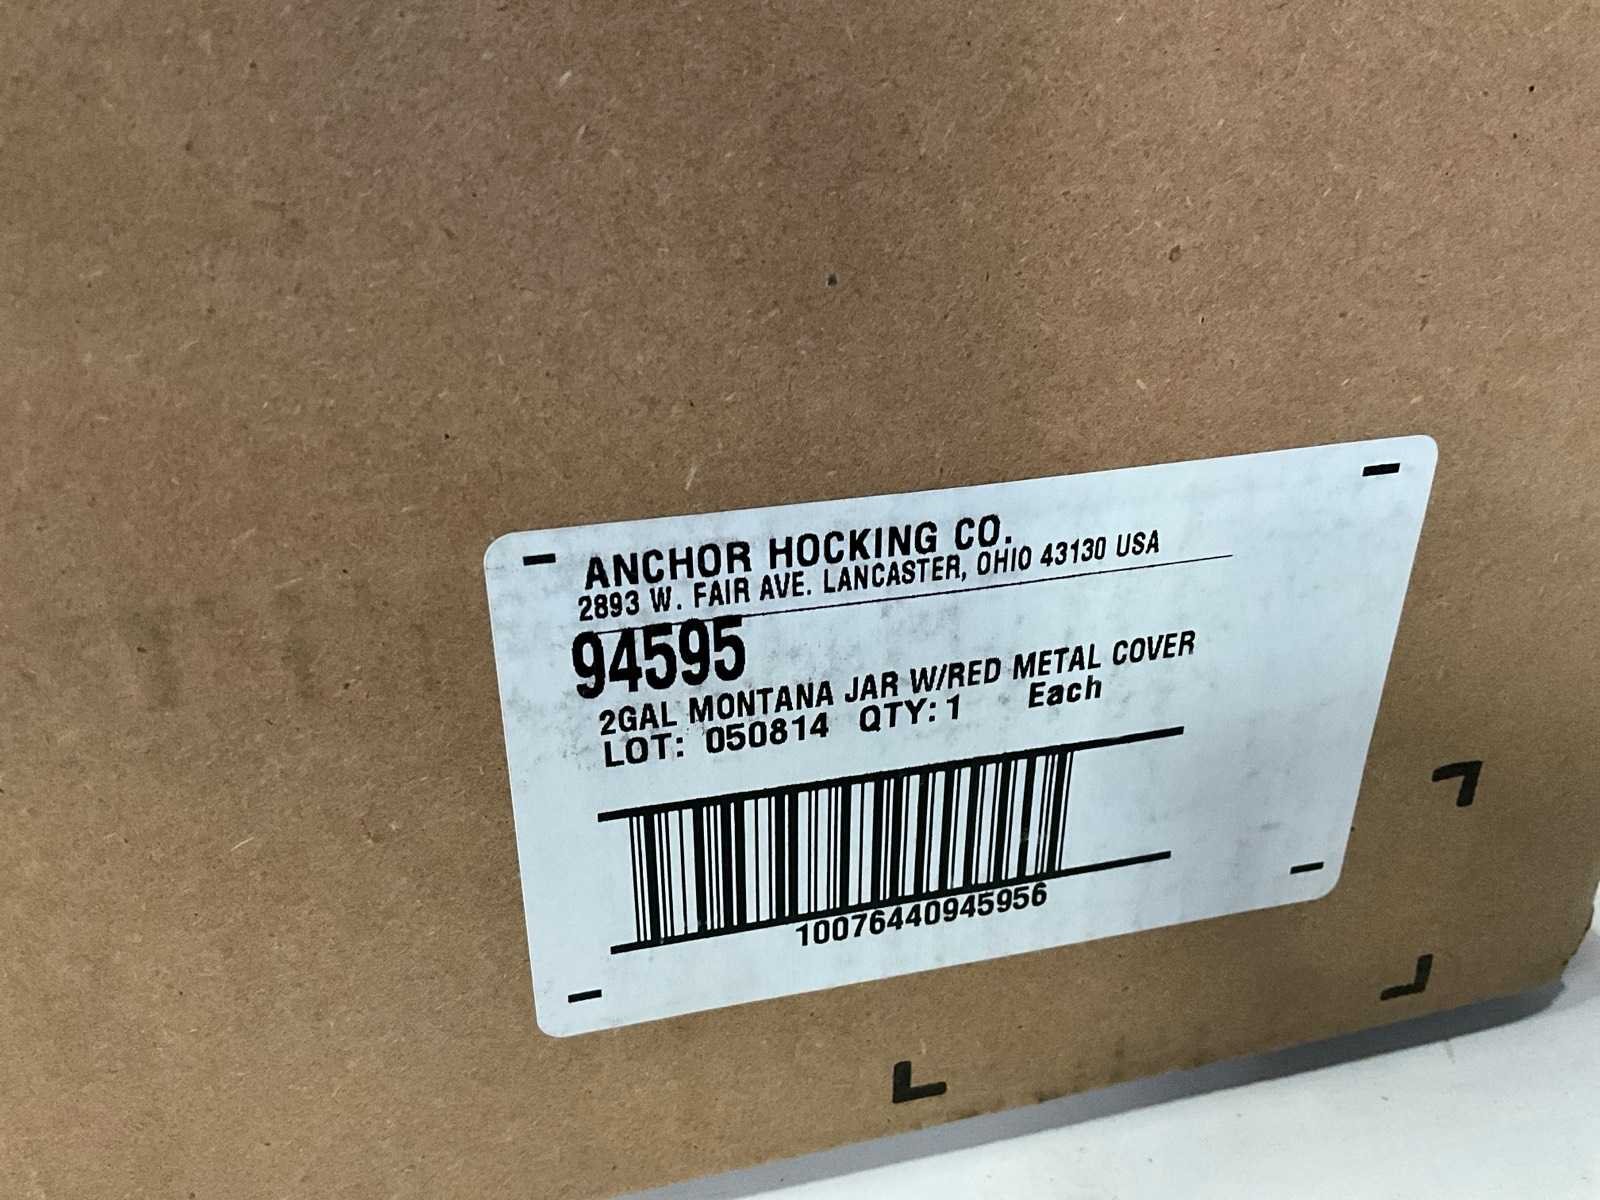 ANCHOR HOCKING CO.
2893 W. FAIR AVE. LANCASTER, OHIO 43130 USA
94595
2GAL MONTANA JAR W/RED METAL COVER
LOT: 050814 QTY: 1 Each
10076440945956